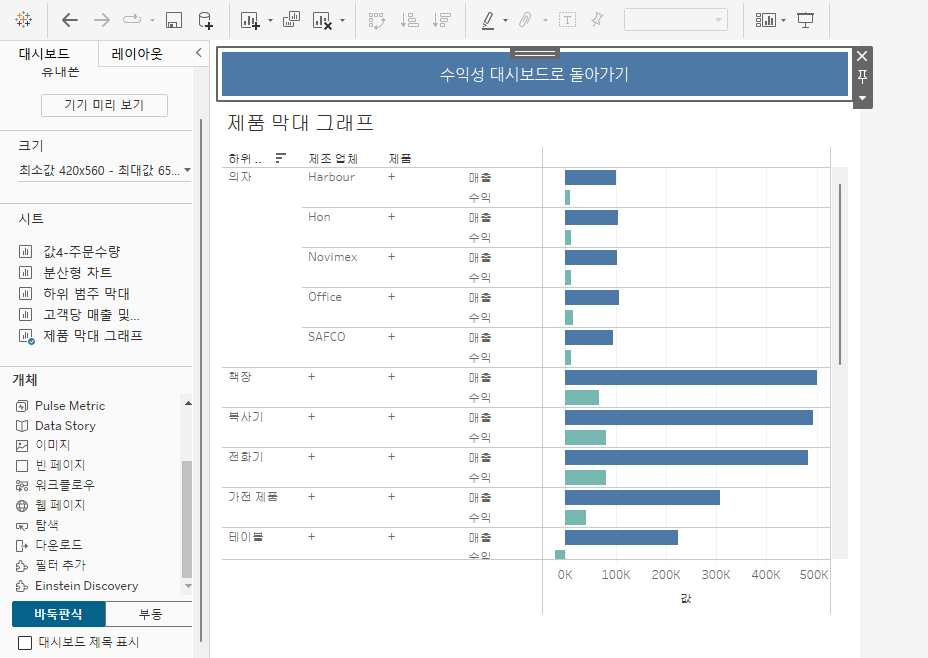 대시보드
레이아웃
휴대폰
기기 미리 보기
크기
최소값 420x560 - 최대값 65...
시트
값4-주문수량
분산형 차트
하위 범주 막대
고객당 매출 및...
제품 막대 그래프
개체
Pulse Metric
Data Story
이미지
빈 페이지
워크플로우
웹 페이지
탐색
다운로드
필터 추가
Einstein Discovery
바둑판식
부동
대시보드 제목 표시
수익성 대시보드로 돌아가기
제품 막대 그래프
하위 .. 제조 업체 제품
의자 Harbour + 매출
수익
Hon + 매출
수익
Novimex + 매출
수익
Office + 매출
수익
SAFCO + 매출
수익
책장 + + 매출
수익
복사기 + + 매출
수익
전화기 + + 매출
수익
가전 제품 + + 매출
수익
테이블 + + 매출
수익
0K 100K 200K 300K 400K 500K
값